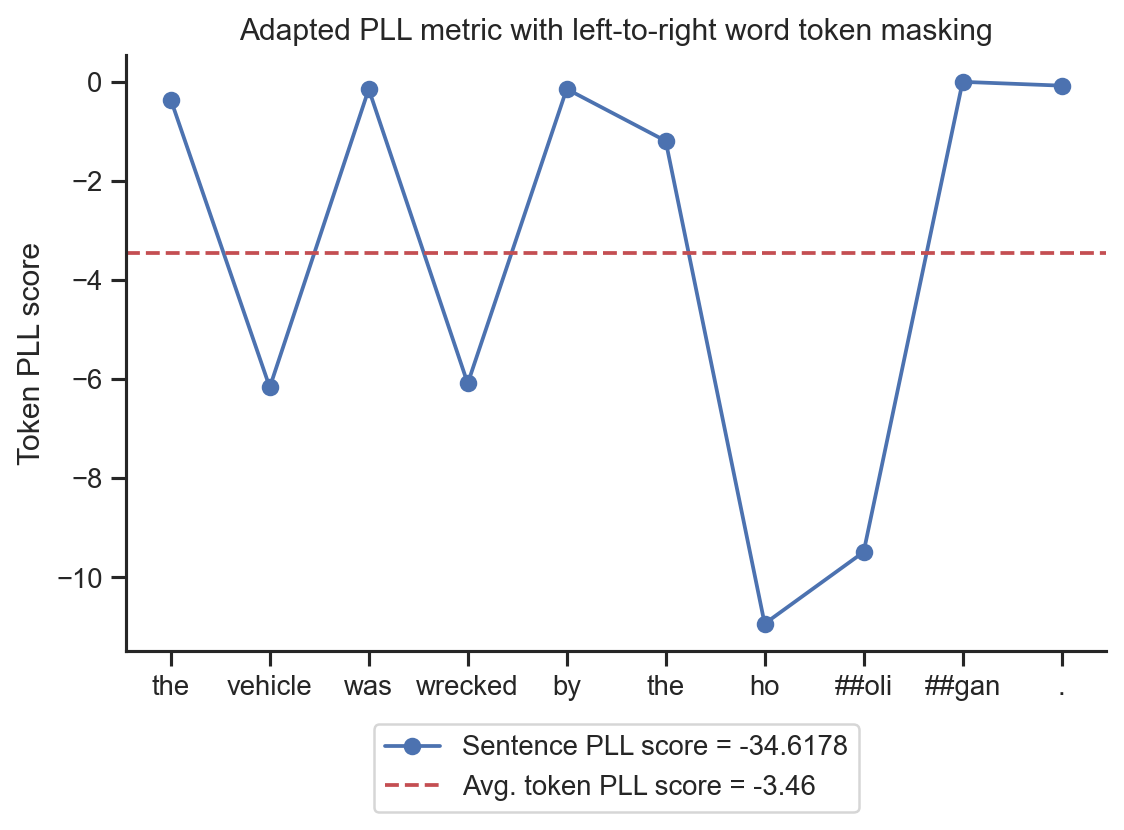 Adapted PLL metric with left-to-right word token masking
Token PLL score
0
−2
−4
−6
−8
−10
the vehicle was wrecked by the ho ##oli ##gan .
Sentence PLL score = -34.6178
Avg. token PLL score = -3.46